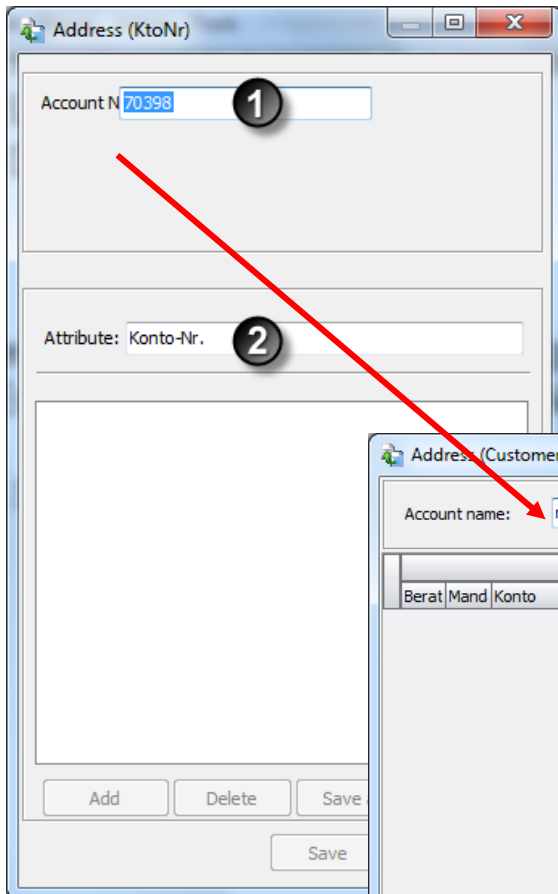 Address (KtoNr)
Account N 70398
1
Attribute: Konto-Nr.
2
Address (Custome
Account name:
Berat Mand Konto
Add Delete Save
Save